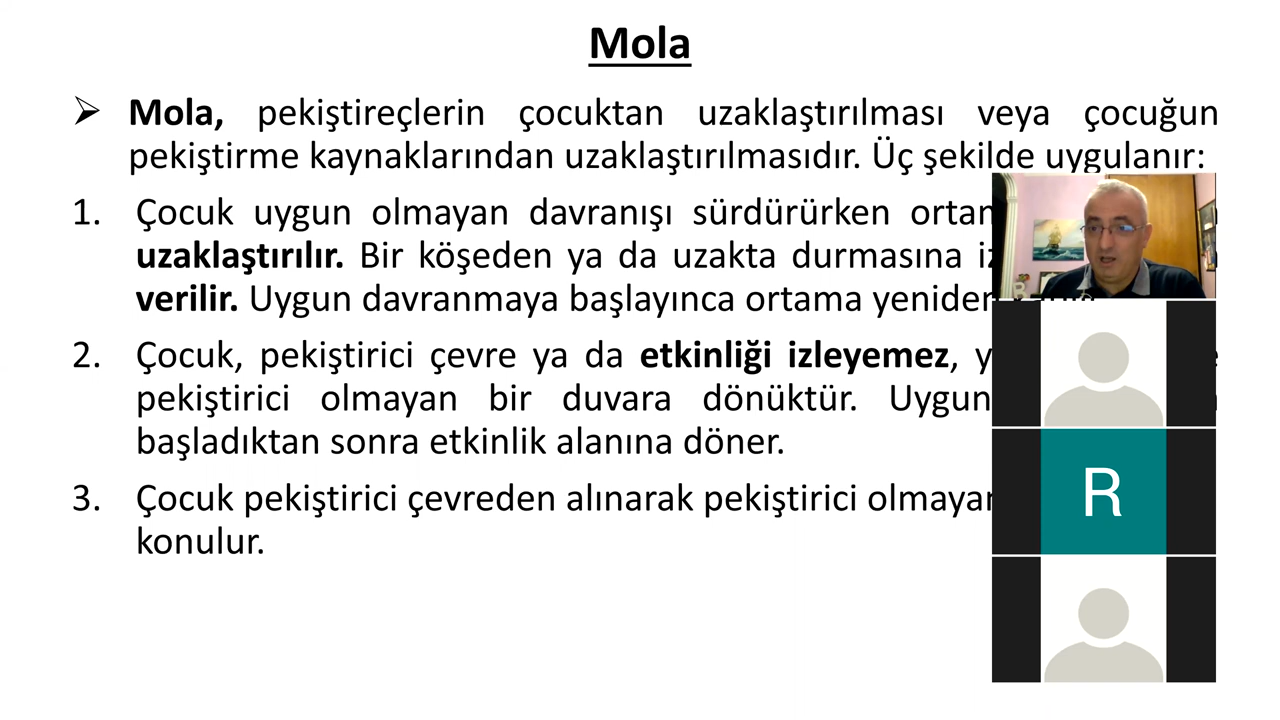 Mola
➢ Mola, pekiştireçlerin çocuktan uzaklaştırılması veya çocuğun
pekiştirme kaynaklarından uzaklaştırılmasıdır. Üç şekilde uygulanır:
1. Çocuk uygun olmayan davranışı sürdürürken
uzaklaştırılır. Bir köşeden ya da uzakta durmasına
verilir. Uygun davranmaya başlayınca ortama yeniden
2. Çocuk, pekiştirici çevre ya da etkinliği izleyemez,
pekiştirici olmayan bir duvara dönüktür. Uygun
başladıktan sonra etkinlik alanına döner.
3. Çocuk pekiştirici çevreden alınarak pekiştirici
konulur.
R